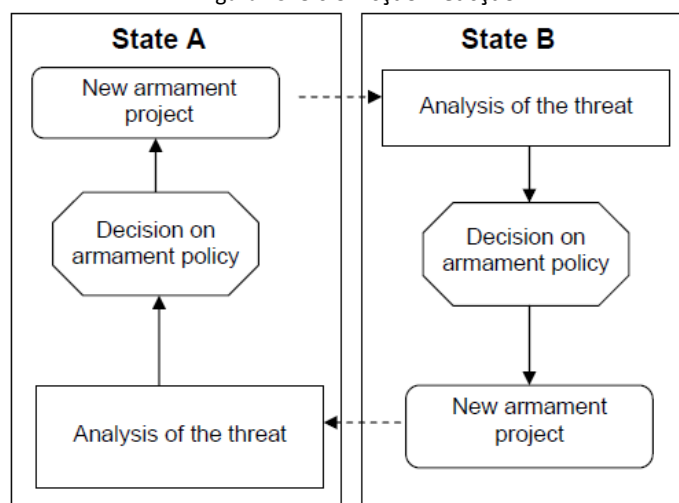 State A
New armament
project
Decision on
armament policy
Analysis of the threat
State B
Analysis of the threat
Decision on
armament policy
New armament
project